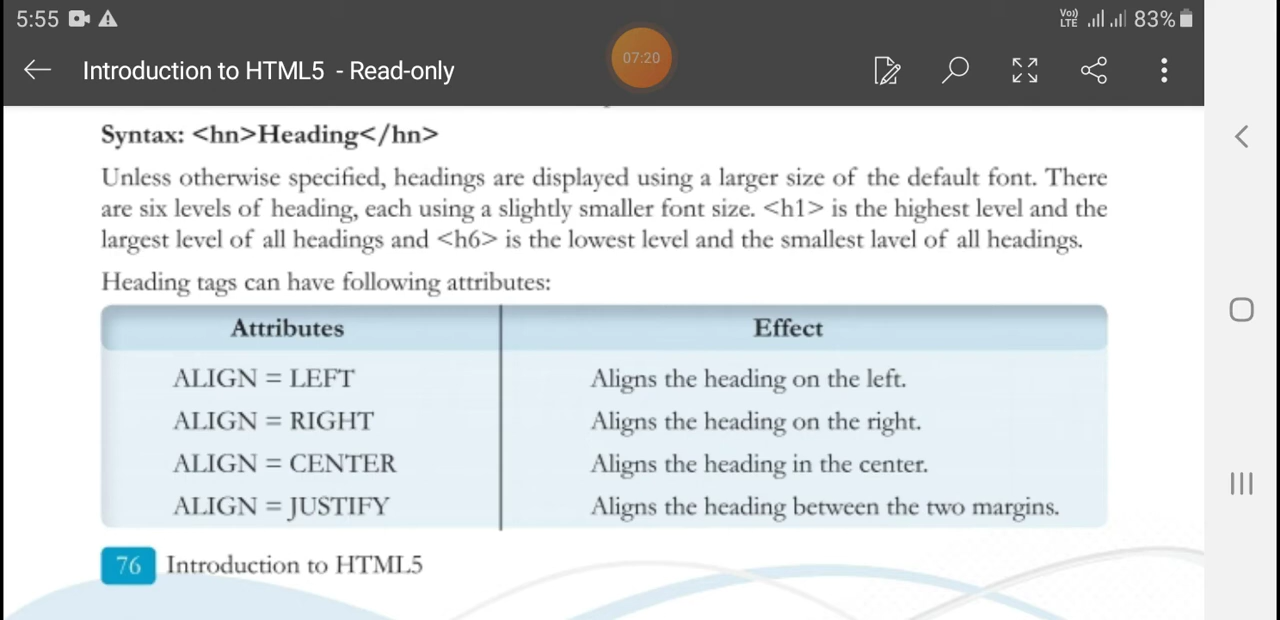 5:55
Vo)) LTE 83%
Introduction to HTML5 - Read-only
07:20
Syntax: <hn>Heading</hn>
Unless otherwise specified, headings are displayed using a larger size of the default font. There
are six levels of heading, each using a slightly smaller font size. <h1> is the highest level and the
largest level of all headings and <h6> is the lowest level and the smallest lavel of all headings.
Heading tags can have following attributes:
Attributes Effect
ALIGN = LEFT Aligns the heading on the left.
ALIGN = RIGHT Aligns the heading on the right.
ALIGN = CENTER Aligns the heading in the center.
ALIGN = JUSTIFY Aligns the heading between the two margins.
76 Introduction to HTML5